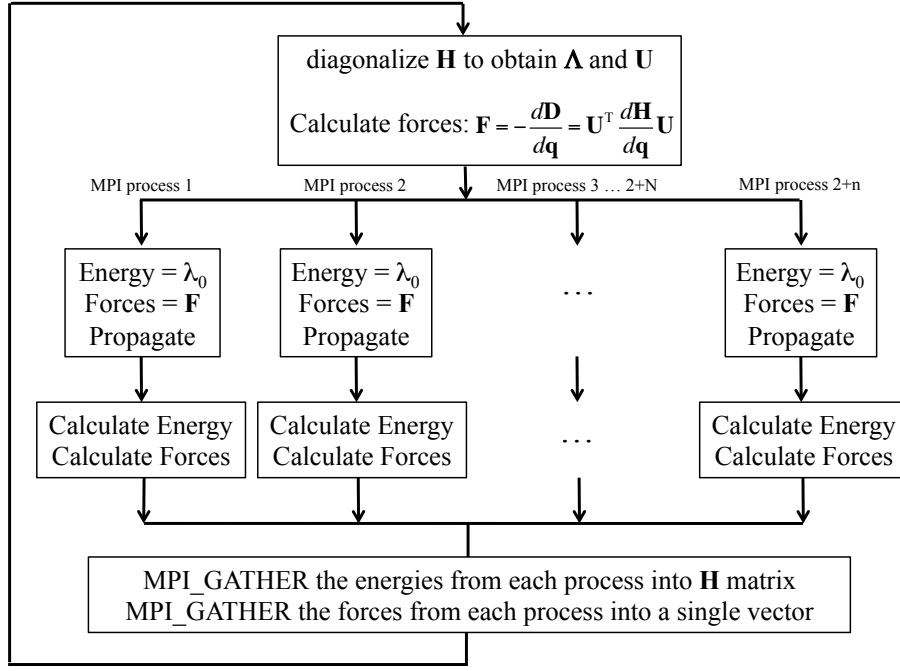 diagonalize H to obtain Λ and U
Calculate forces: F = - dD/dq = U^T dH/dq U
MPI process 1
MPI process 2
MPI process 3 … 2+N
MPI process 2+n
Energy = λ₀
Forces = F
Propagate
Energy = λ₀
Forces = F
Propagate
…
Energy = λ₀
Forces = F
Propagate
Calculate Energy
Calculate Forces
Calculate Energy
Calculate Forces
…
Calculate Energy
Calculate Forces
MPI_GATHER the energies from each process into H matrix
MPI_GATHER the forces from each process into a single vector